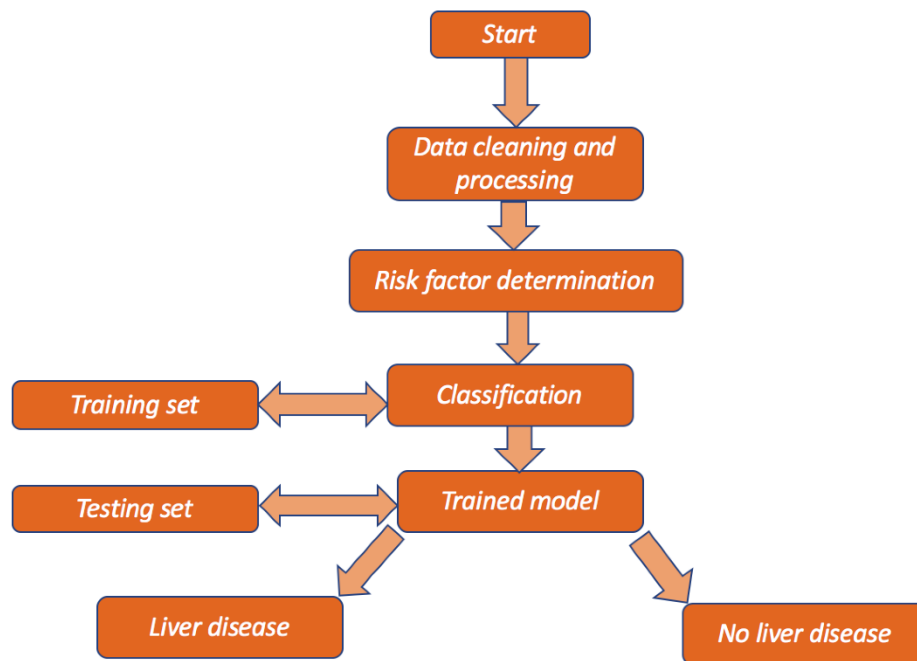 Start
Data cleaning and
processing
Risk factor determination
Training set
Classification
Testing set
Trained model
Liver disease
No liver disease